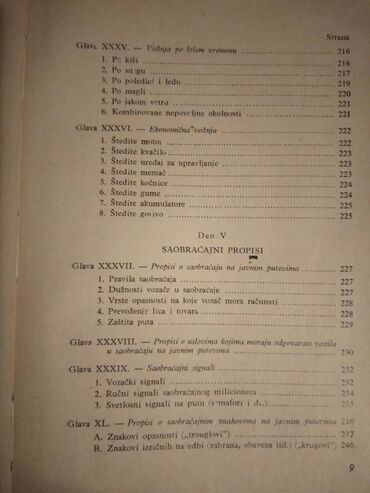 Strana
Glava XXXV. — Vožnja po lošem vremenu . . . . . 216
1. Po kiši . . . . . 216
2. Po snegu . . . . . 217
3. Po poledici i ledu . . . . . 219
4. Po magli . . . . . 220
5. Po jakom vetru . . . . . 221
6. Kombinovane nepovoljne okolnosti . . . . . 221
Glava XXXVI. — Ekonomična vožnja . . . . . 222
1. Štedite motor . . . . . 222
2. Štedite kvačilo . . . . . 223
3. Štedite uređaj za upravljanje . . . . . 223
4. Štedite menjač . . . . . 223
5. Štedite kočnice . . . . . 224
6. Štedite gume . . . . . 224
7. Štedite akumulatore . . . . . 224
8. Štedite gorivo . . . . . 225
Deo V
SAOBRAĆAJNI PROPISI
Glava XXXVII. — Propisi o saobraćaju na javnim putevima . . 227
1. Pravila saobraćaja . . . . . 227
2. Dužnosti vozača u saobraćaju . . . . . 227
3. Vrste opasnosti na koje vozač mora računati . . . . . 228
4. Prevoženje lica i tovara . . . . . 228
5. Zaštita puta . . . . . 229
Glava XXXVIII. — Propisi o uslovima kojima moraju odgovarati vozila
u saobraćaju na javnim putevima . . . . . 230
Glava XXXIX. — Saobraćajni signali . . . . . 232
1. Vozački signali . . . . . 232
2. Ručni signali saobraćajnog milicionera . . . . . 232
3. Svetlosni signali na putu (semafori i dr.) . . . . . 235
Glava XL. — Propisi o saobraćajnim znakovima na javnim putevima 236
A. Znakovi opasnosti („trouglovi“) . . . . . 237
B. Znakovi izričnih naredbi (zabrana, obaveza itd.) („krugovi“) 246
9